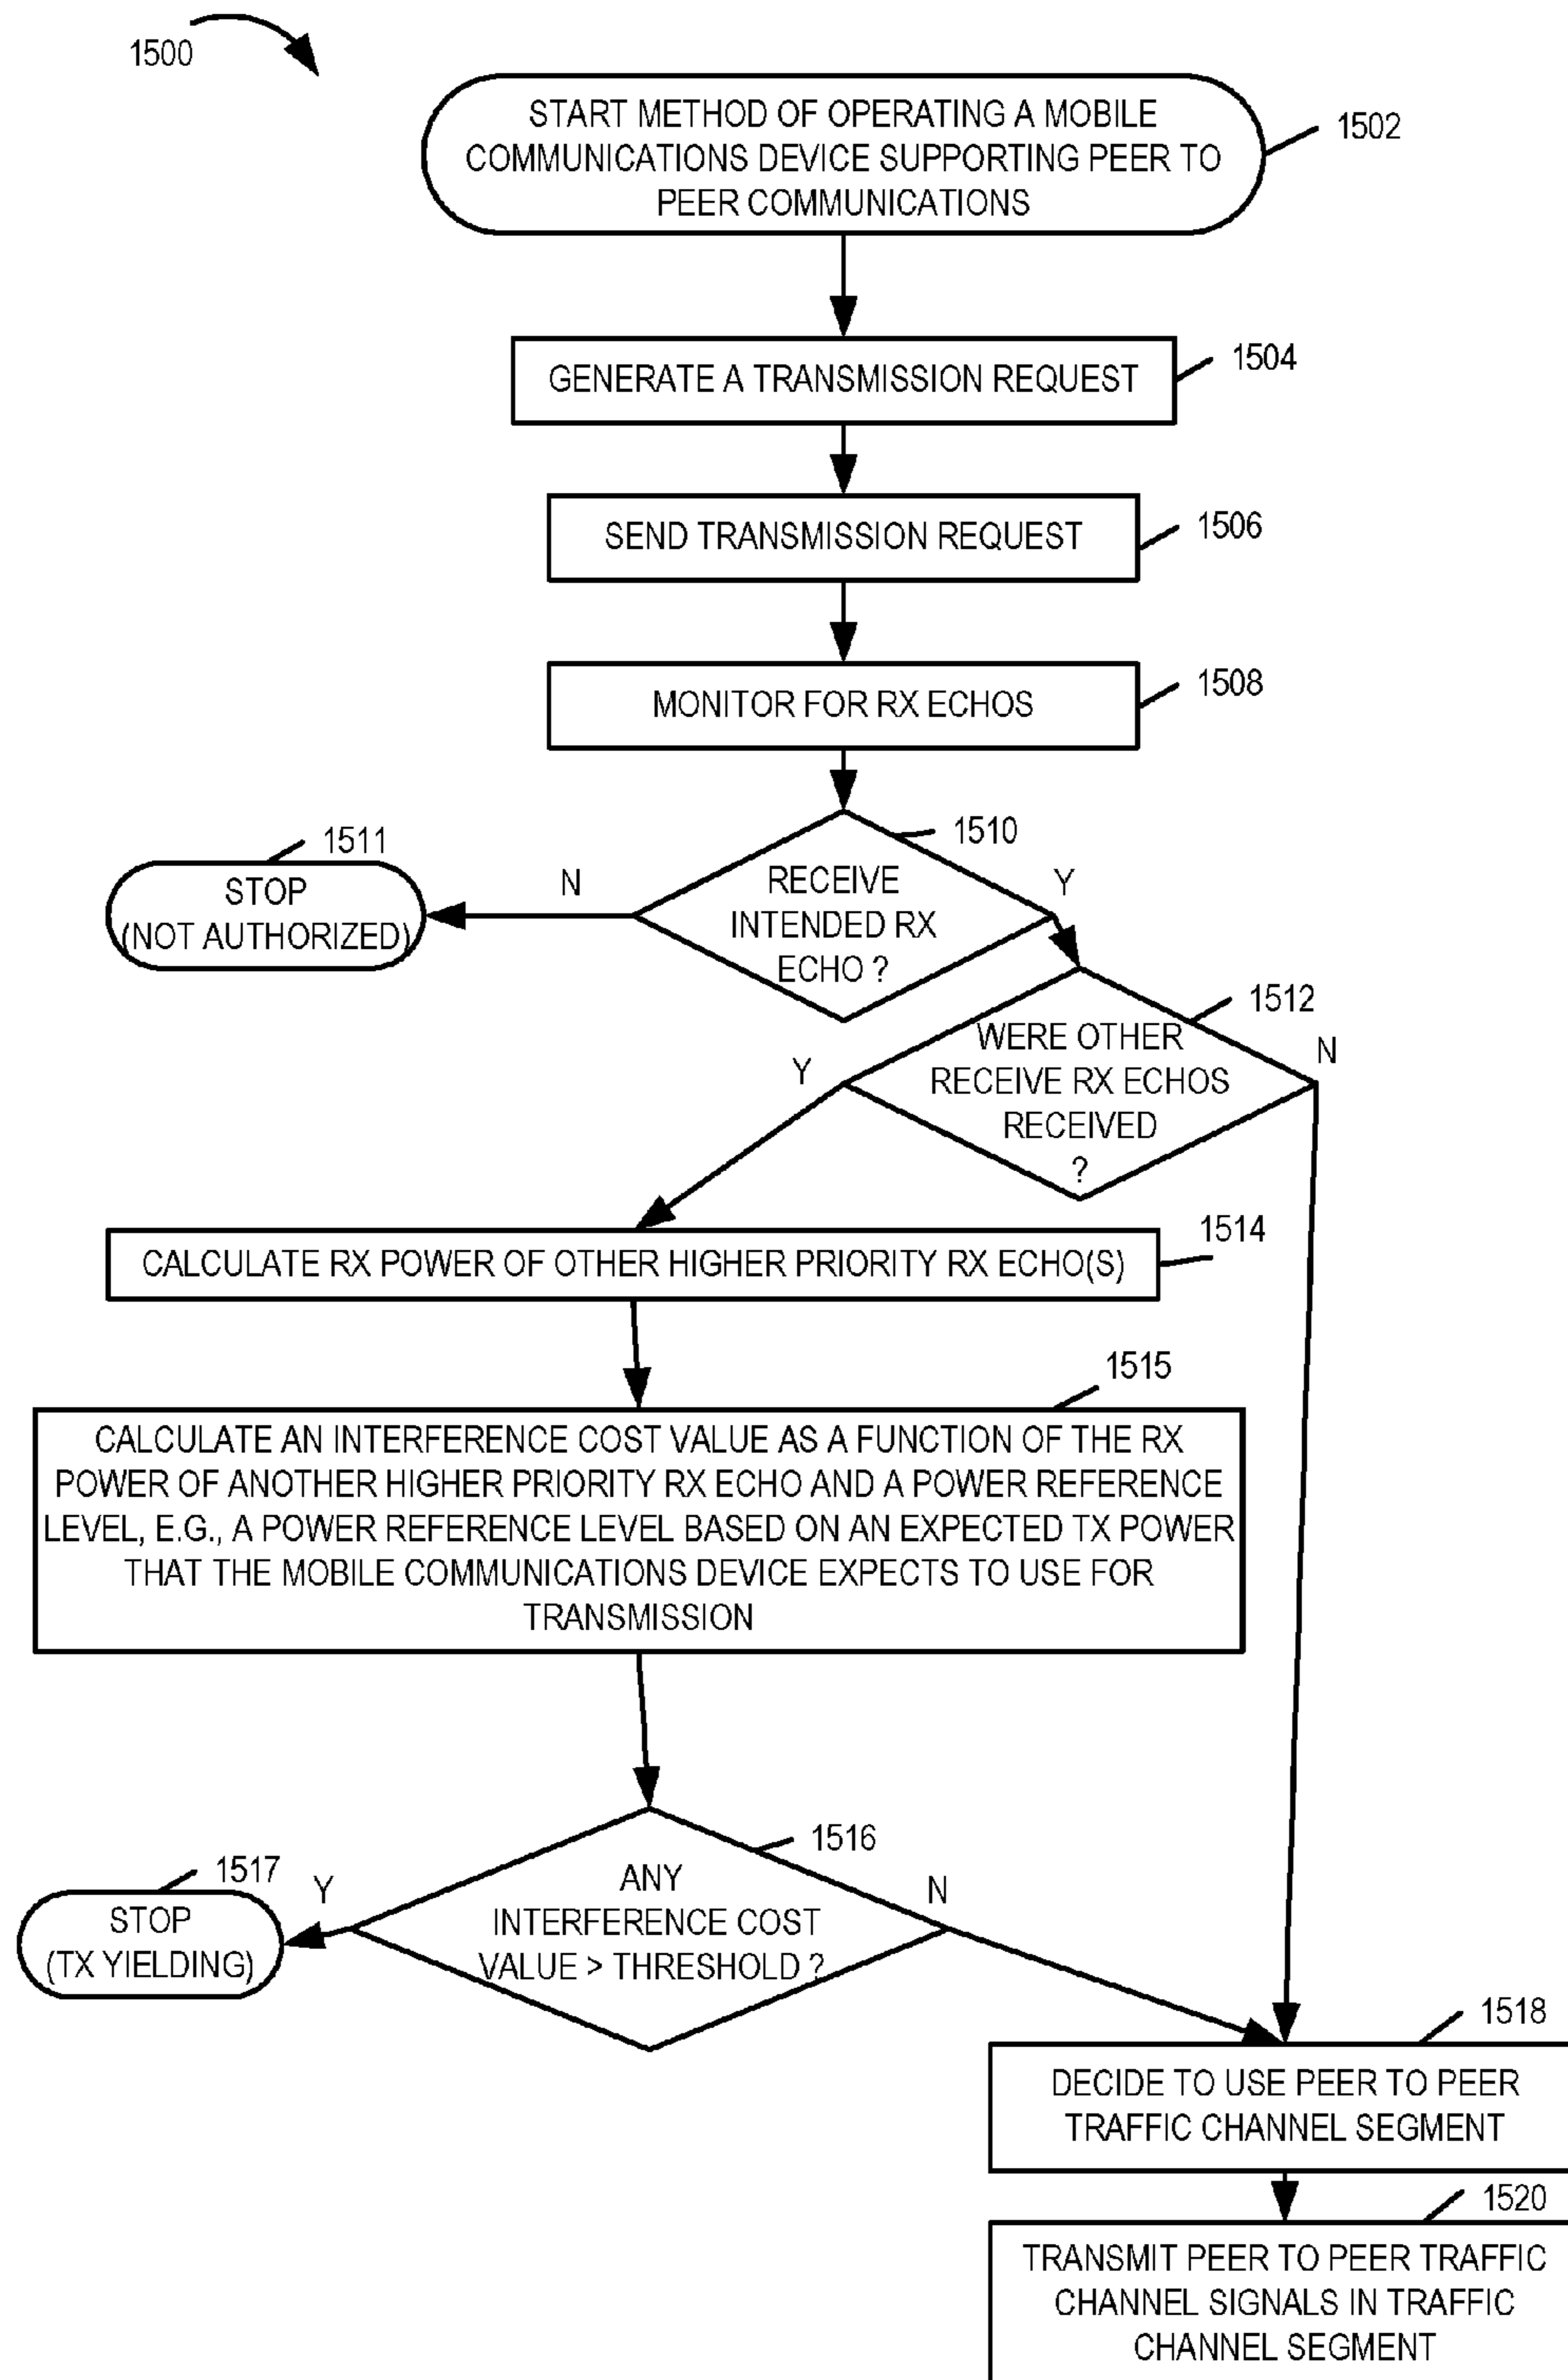 1500
START METHOD OF OPERATING A MOBILE
COMMUNICATIONS DEVICE SUPPORTING PEER TO
PEER COMMUNICATIONS
1502
GENERATE A TRANSMISSION REQUEST
1504
SEND TRANSMISSION REQUEST
1506
MONITOR FOR RX ECHOS
1508
RECEIVE
INTENDED RX
ECHO ?
1510
N
Y
STOP
(NOT AUTHORIZED)
1511
WERE OTHER
RECEIVE RX ECHOS
RECEIVED
?
1512
Y
N
CALCULATE RX POWER OF OTHER HIGHER PRIORITY RX ECHO(S)
1514
1515
CALCULATE AN INTERFERENCE COST VALUE AS A FUNCTION OF THE RX
POWER OF ANOTHER HIGHER PRIORITY RX ECHO AND A POWER REFERENCE
LEVEL, E.G., A POWER REFERENCE LEVEL BASED ON AN EXPECTED TX POWER
THAT THE MOBILE COMMUNICATIONS DEVICE EXPECTS TO USE FOR
TRANSMISSION
1516
ANY
INTERFERENCE COST
VALUE > THRESHOLD ?
Y
N
1517
STOP
(TX YIELDING)
1518
DECIDE TO USE PEER TO PEER
TRAFFIC CHANNEL SEGMENT
1520
TRANSMIT PEER TO PEER TRAFFIC
CHANNEL SIGNALS IN TRAFFIC
CHANNEL SEGMENT